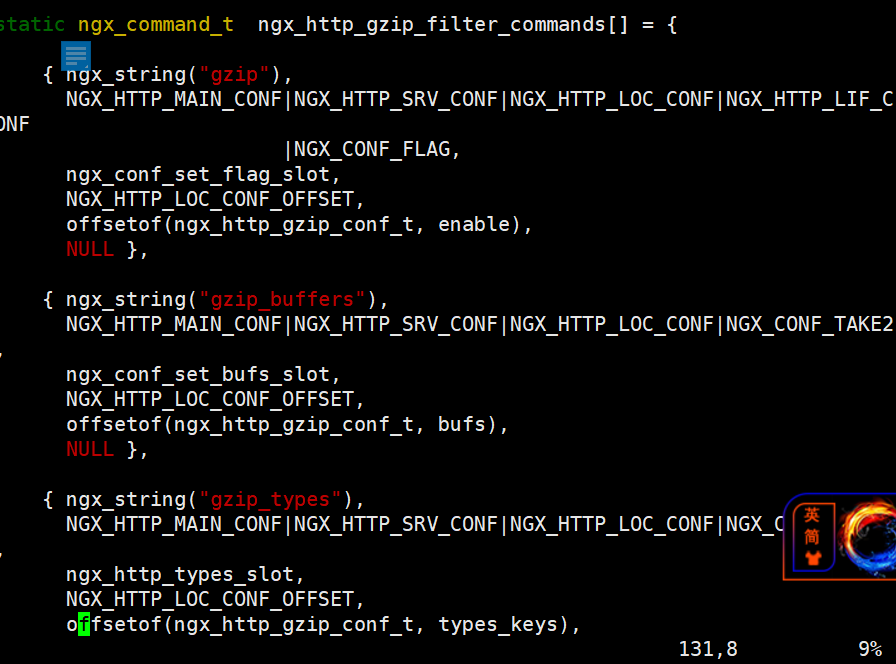 static ngx_command_t  ngx_http_gzip_filter_commands[] = {
{ ngx_string("gzip"),
NGX_HTTP_MAIN_CONF|NGX_HTTP_SRV_CONF|NGX_HTTP_LOC_CONF|NGX_HTTP_LIF_C
ONF
|NGX_CONF_FLAG,
ngx_conf_set_flag_slot,
NGX_HTTP_LOC_CONF_OFFSET,
offsetof(ngx_http_gzip_conf_t, enable),
NULL },
{ ngx_string("gzip_buffers"),
NGX_HTTP_MAIN_CONF|NGX_HTTP_SRV_CONF|NGX_HTTP_LOC_CONF|NGX_CONF_TAKE2
,
ngx_conf_set_bufs_slot,
NGX_HTTP_LOC_CONF_OFFSET,
offsetof(ngx_http_gzip_conf_t, bufs),
NULL },
{ ngx_string("gzip_types"),
NGX_HTTP_MAIN_CONF|NGX_HTTP_SRV_CONF|NGX_HTTP_LOC_CONF|NGX_C
,
ngx_http_types_slot,
NGX_HTTP_LOC_CONF_OFFSET,
offsetof(ngx_http_gzip_conf_t, types_keys),
131,8 9%
英
简